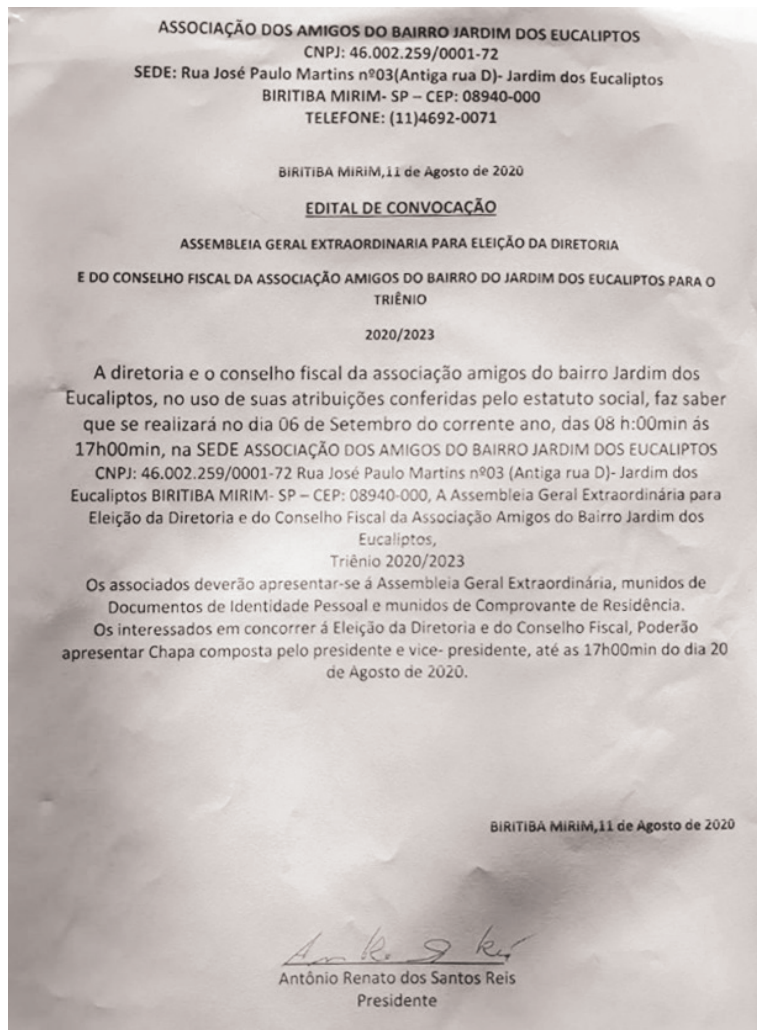 ASSOCIAÇÃO DOS AMIGOS DO BAIRRO JARDIM DOS EUCALIPTOS
CNPJ: 46.002.259/0001-72
SEDE: Rua José Paulo Martins nº03(Antiga rua D)- Jardim dos Eucaliptos
BIRITIBA MIRIM- SP – CEP: 08940-000
TELEFONE: (11)4692-0071
BIRITIBA MIRIM,11 de Agosto de 2020
EDITAL DE CONVOCAÇÃO
ASSEMBLEIA GERAL EXTRAORDINARIA PARA ELEIÇÃO DA DIRETORIA
E DO CONSELHO FISCAL DA ASSOCIAÇÃO AMIGOS DO BAIRRO DO JARDIM DOS EUCALIPTOS PARA O
TRIÊNIO
2020/2023
A diretoria e o conselho fiscal da associação amigos do bairro Jardim dos
Eucaliptos, no uso de suas atribuições conferidas pelo estatuto social, faz saber
que se realizará no dia 06 de Setembro do corrente ano, das 08 h:00min ás
17h00min, na SEDE ASSOCIAÇÃO DOS AMIGOS DO BAIRRO JARDIM DOS EUCALIPTOS
CNPJ: 46.002.259/0001-72 Rua José Paulo Martins nº03 (Antiga rua D)- Jardim dos
Eucaliptos BIRITIBA MIRIM- SP – CEP: 08940-000, A Assembleia Geral Extraordinária para
Eleição da Diretoria e do Conselho Fiscal da Associação Amigos do Bairro Jardim dos
Eucaliptos,
Triênio 2020/2023
Os associados deverão apresentar-se á Assembleia Geral Extraordinária, munidos de
Documentos de Identidade Pessoal e munidos de Comprovante de Residência.
Os interessados em concorrer á Eleição da Diretoria e do Conselho Fiscal, Poderão
apresentar Chapa composta pelo presidente e vice- presidente, até as 17h00min do dia 20
de Agosto de 2020.
BIRITIBA MIRIM,11 de Agosto de 2020
Antônio Renato dos Santos Reis
Presidente